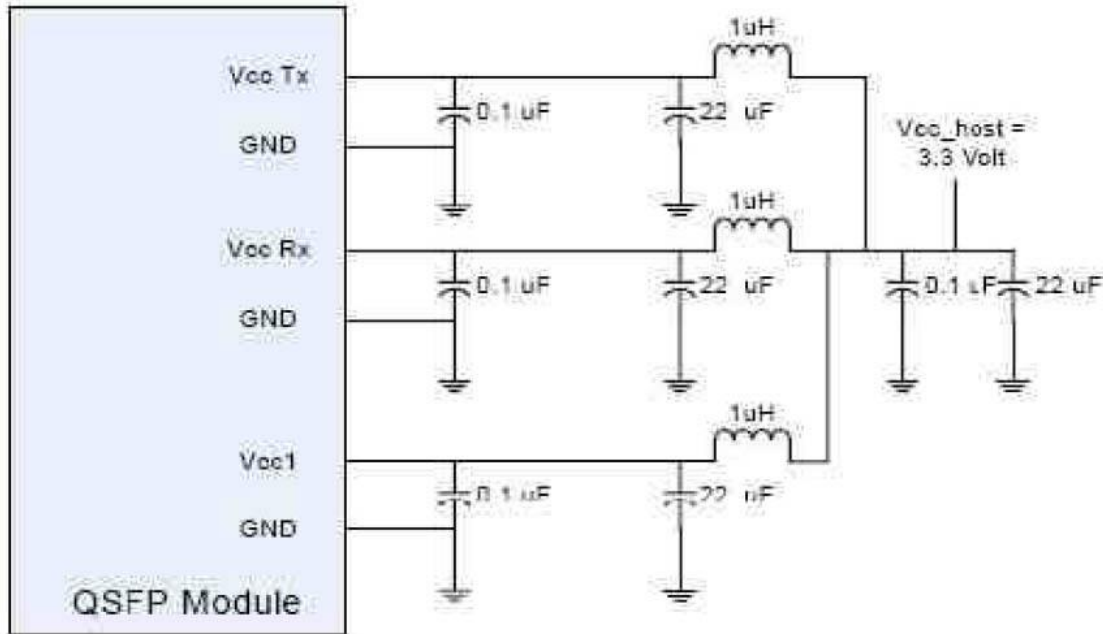 1uH
Vcc Tx
0.1 uF
22 uF
GND
Vcc_host =
3.3 Volt
1uH
Vcc Rx
0.1 uF
22 uF
0.1 uF
22 uF
GND
1uH
Vcc1
0.1 uF
22 uF
GND
QSFP Module